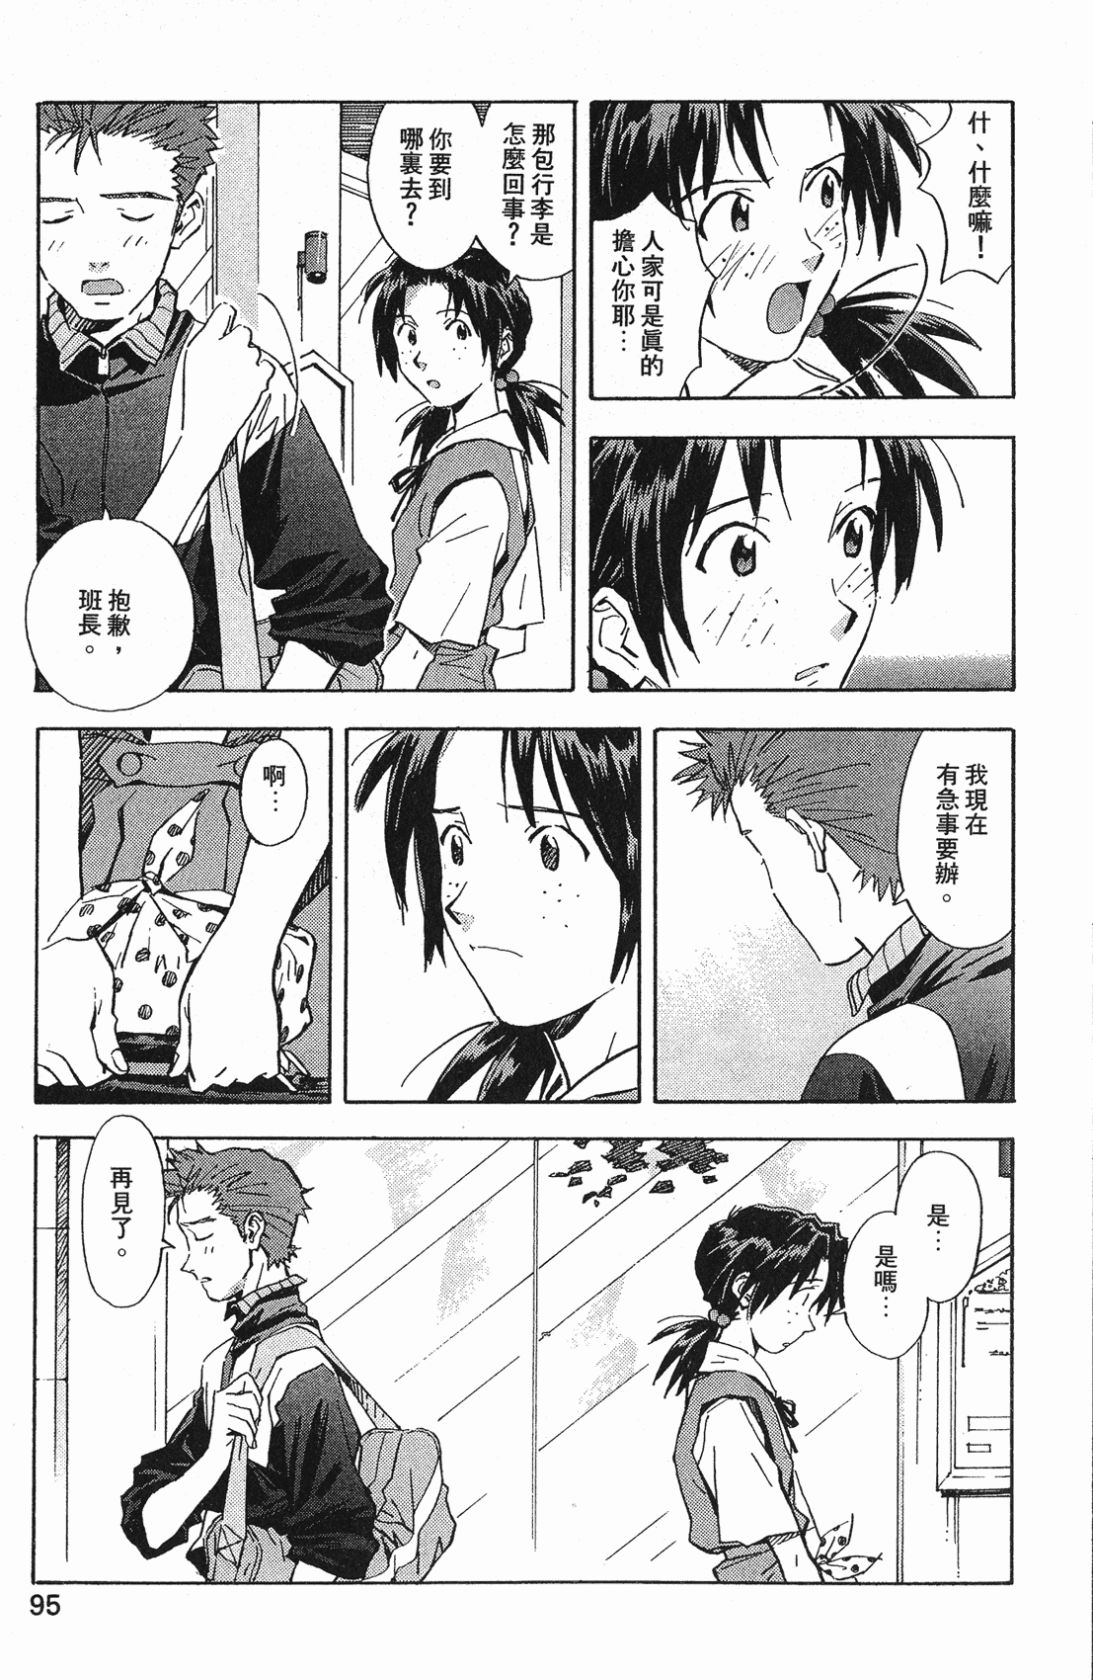 什、什麼嘛！
人家可是眞的
擔心你耶…
那包行李是
怎麼回事？
你要到
哪裏去？
抱歉，
班長。
我現在
有急事要辦。
啊…
是…
是嗎…
再見了。
95